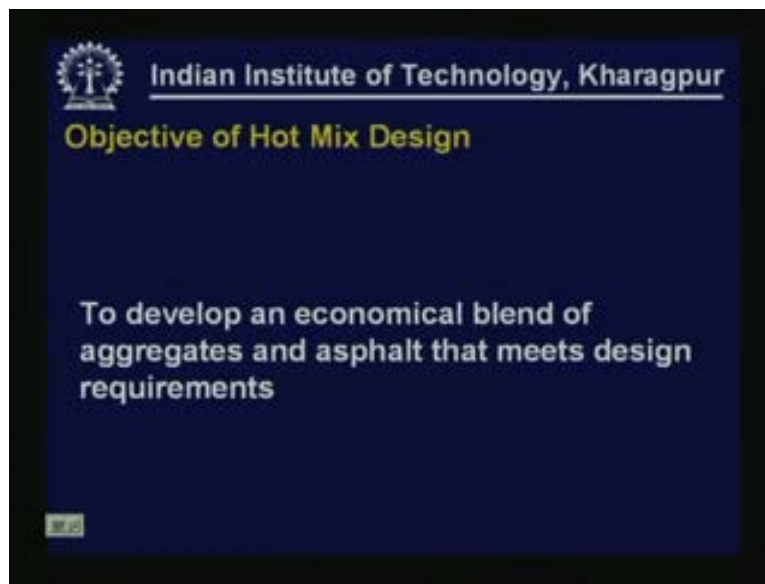 Indian Institute of Technology, Kharagpur
Objective of Hot Mix Design
To develop an economical blend of
aggregates and asphalt that meets design
requirements